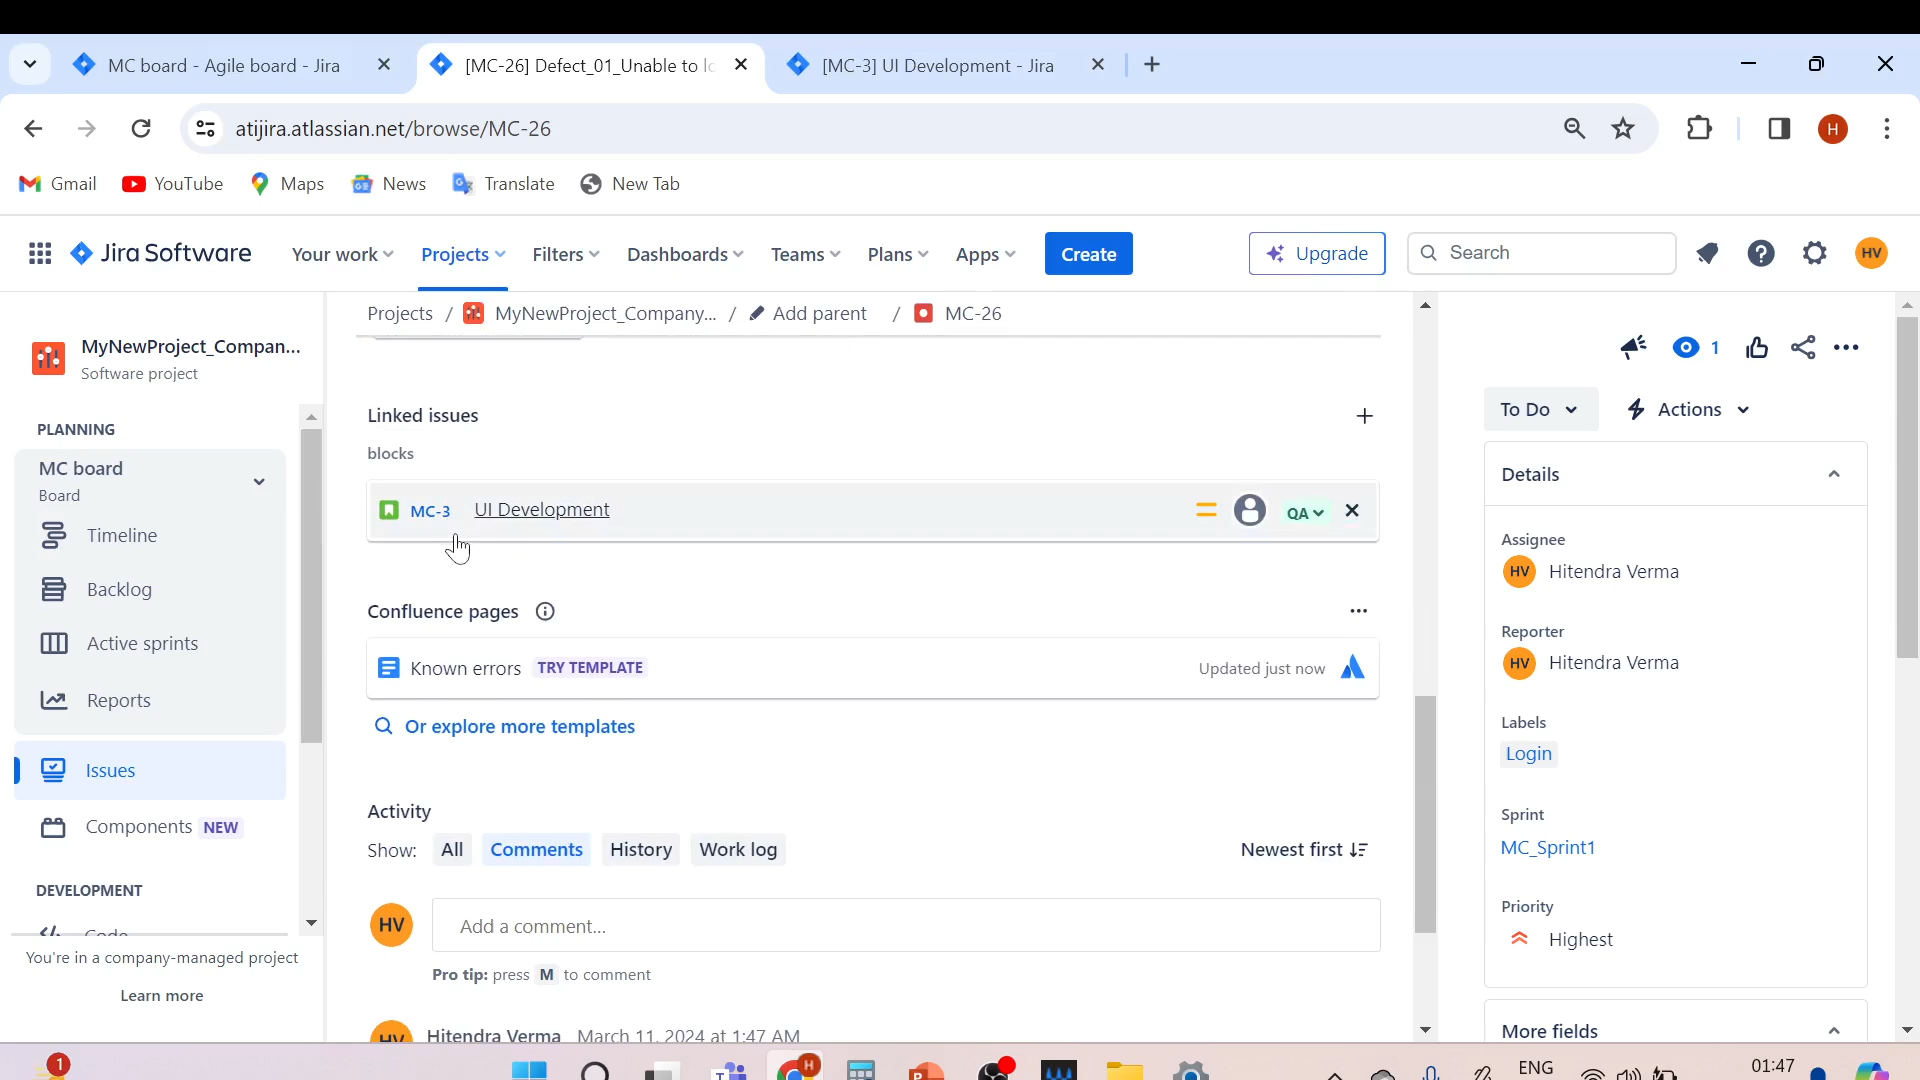 MC board - Agile board - Jira
[MC-26] Defect_01_Unable to lo
[MC-3] UI Development - Jira
atijira.atlassian.net/browse/MC-26
H
Gmail
YouTube
Maps
News
Translate
New Tab
Jira Software
Your work
Projects
Filters
Dashboards
Teams
Plans
Apps
Create
Upgrade
Search
HV
MyNewProject_Compan...
Software project
PLANNING
MC board
Board
Timeline
Backlog
Active sprints
Reports
Issues
Components NEW
DEVELOPMENT
Code
You're in a company-managed project
Learn more
Projects / MyNewProject_Company... / Add parent / MC-26
Linked issues
blocks
MC-3 UI Development QA
Confluence pages
Known errors TRY TEMPLATE Updated just now
Or explore more templates
Activity
Show: All Comments History Work log Newest first
HV Add a comment...
Pro tip: press M to comment
HV Hitendra Verma March 11, 2024 at 1:47 AM
1
To Do
Actions
Details
Assignee
HV Hitendra Verma
Reporter
HV Hitendra Verma
Labels
Login
Sprint
MC_Sprint1
Priority
Highest
More fields
1
H
ENG
01:47